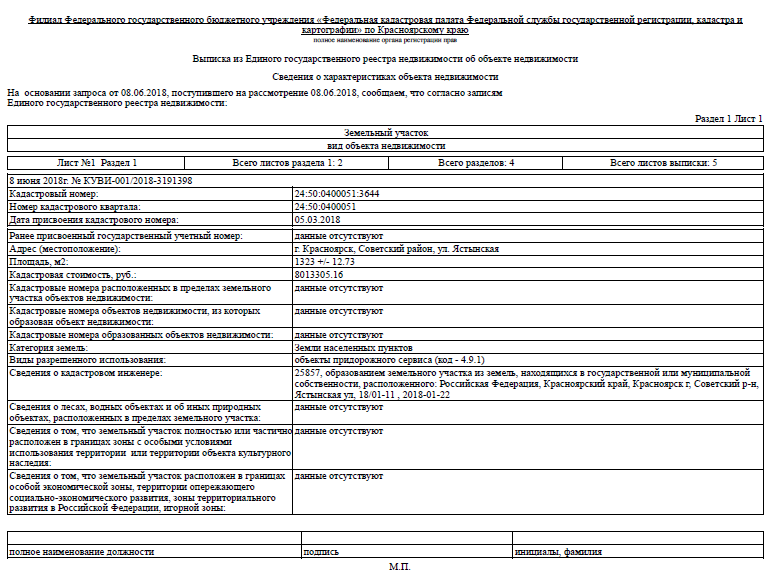 Филиал Федерального государственного бюджетного учреждения «Федеральная кадастровая палата Федеральной службы государственной регистрации, кадастра и
картографии» по Красноярскому краю
полное наименование органа регистрации прав
Выписка из Единого государственного реестра недвижимости об объекте недвижимости
Сведения о характеристиках объекта недвижимости
На основании запроса от 08.06.2018, поступившего на рассмотрение 08.06.2018, сообщаем, что согласно записям
Единого государственного реестра недвижимости:
Раздел 1 Лист 1
Земельный участок
вид объекта недвижимости
Лист №1 Раздел 1 Всего листов раздела 1: 2 Всего разделов: 4 Всего листов выписки: 5
8 июня 2018г. № КУВИ-001/2018-3191398
Кадастровый номер: 24:50:0400051:3644
Номер кадастрового квартала: 24:50:0400051
Дата присвоения кадастрового номера: 05.03.2018
Ранее присвоенный государственный учетный номер: данные отсутствуют
Адрес (местоположение): г. Красноярск, Советский район, ул. Ястынская
Площадь, м2: 1323 +/- 12.73
Кадастровая стоимость, руб.: 8013305.16
Кадастровые номера расположенных в пределах земельного данные отсутствуют
участка объектов недвижимости:
Кадастровые номера объектов недвижимости, из которых данные отсутствуют
образован объект недвижимости:
Кадастровые номера образованных объектов недвижимости: данные отсутствуют
Категория земель: Земли населенных пунктов
Виды разрешенного использования: объекты придорожного сервиса (код - 4.9.1)
Сведения о кадастровом инженере: 25857, образованием земельного участка из земель, находящихся в государственной или муниципальной
собственности, расположенного: Российская Федерация, Красноярский край, Красноярск г, Советский р-н,
Ястынская ул, 18/01-11 , 2018-01-22
Сведения о лесах, водных объектах и об иных природных данные отсутствуют
объектах, расположенных в пределах земельного участка:
Сведения о том, что земельный участок полностью или частично данные отсутствуют
расположен в границах зоны с особыми условиями
использования территории или территории объекта культурного
наследия:
Сведения о том, что земельный участок расположен в границах данные отсутствуют
особой экономической зоны, территории опережающего
социально-экономического развития, зоны территориального
развития в Российской Федерации, игорной зоны:
полное наименование должности подпись инициалы, фамилия
М.П.